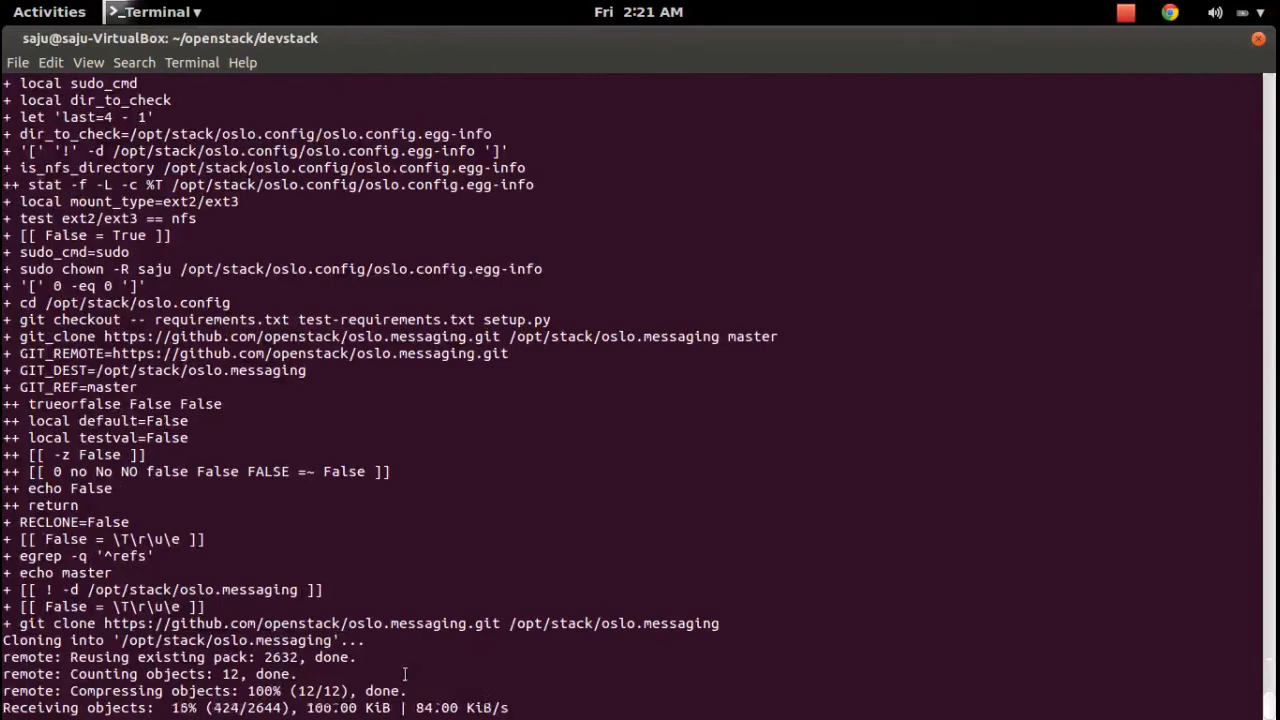 Activities
Terminal ▾
Fri 2:21 AM
saju@saju-VirtualBox: ~/openstack/devstack
File Edit View Search Terminal Help
+ local sudo_cmd
+ local dir_to_check
+ let 'last=4 - 1'
+ dir_to_check=/opt/stack/oslo.config/oslo.config.egg-info
+ '[' '!' -d /opt/stack/oslo.config/oslo.config.egg-info ']'
+ is_nfs_directory /opt/stack/oslo.config/oslo.config.egg-info
++ stat -f -L -c %T /opt/stack/oslo.config/oslo.config.egg-info
+ local mount_type=ext2/ext3
+ test ext2/ext3 == nfs
+ [[ False = True ]]
+ sudo_cmd=sudo
+ sudo chown -R saju /opt/stack/oslo.config/oslo.config.egg-info
+ '[' 0 -eq 0 ']'
+ cd /opt/stack/oslo.config
+ git checkout -- requirements.txt test-requirements.txt setup.py
+ git_clone https://github.com/openstack/oslo.messaging.git /opt/stack/oslo.messaging master
+ GIT_REMOTE=https://github.com/openstack/oslo.messaging.git
+ GIT_DEST=/opt/stack/oslo.messaging
+ GIT_REF=master
++ trueorfalse False False
++ local default=False
++ local testval=False
++ [[ -z False ]]
++ [[ 0 no No NO false False FALSE =~ False ]]
++ echo False
++ return
+ RECLONE=False
+ [[ False = \T\r\u\e ]]
+ egrep -q '^refs'
+ echo master
+ [[ ! -d /opt/stack/oslo.messaging ]]
+ [[ False = \T\r\u\e ]]
+ git clone https://github.com/openstack/oslo.messaging.git /opt/stack/oslo.messaging
Cloning into '/opt/stack/oslo.messaging'...
remote: Reusing existing pack: 2632, done.
remote: Counting objects: 12, done.
remote: Compressing objects: 100% (12/12), done.
Receiving objects: 16% (424/2644), 100.00 KiB | 84.00 KiB/s